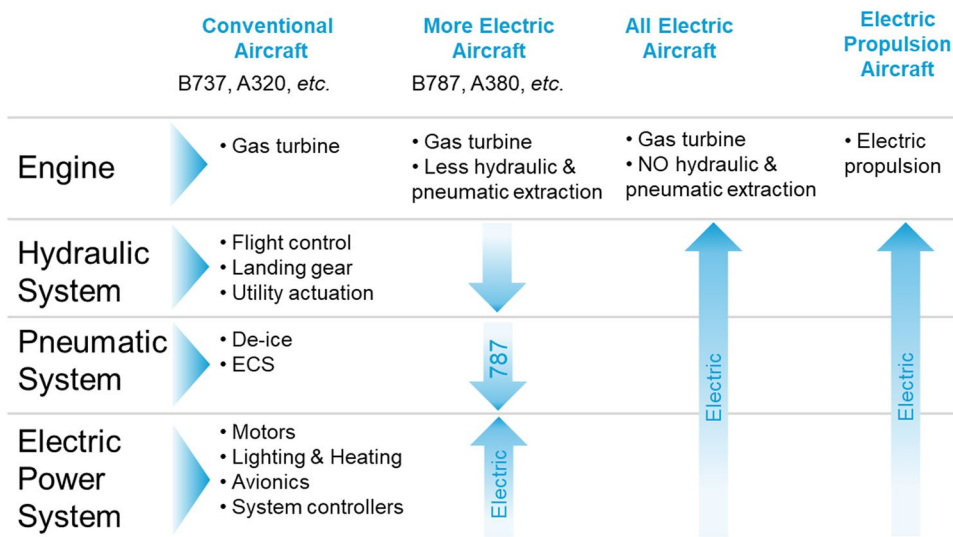 Conventional
Aircraft
B737, A320, etc.
More Electric
Aircraft
B787, A380, etc.
All Electric
Aircraft
Electric
Propulsion
Aircraft
Engine
• Gas turbine
• Gas turbine
• Less hydraulic &
pneumatic extraction
• Gas turbine
• NO hydraulic &
pneumatic extraction
• Electric
propulsion
Hydraulic
System
• Flight control
• Landing gear
• Utility actuation
Pneumatic
System
• De-ice
• ECS
787
Electric
Electric
Electric Power
System
• Motors
• Lighting & Heating
• Avionics
• System controllers
Electric